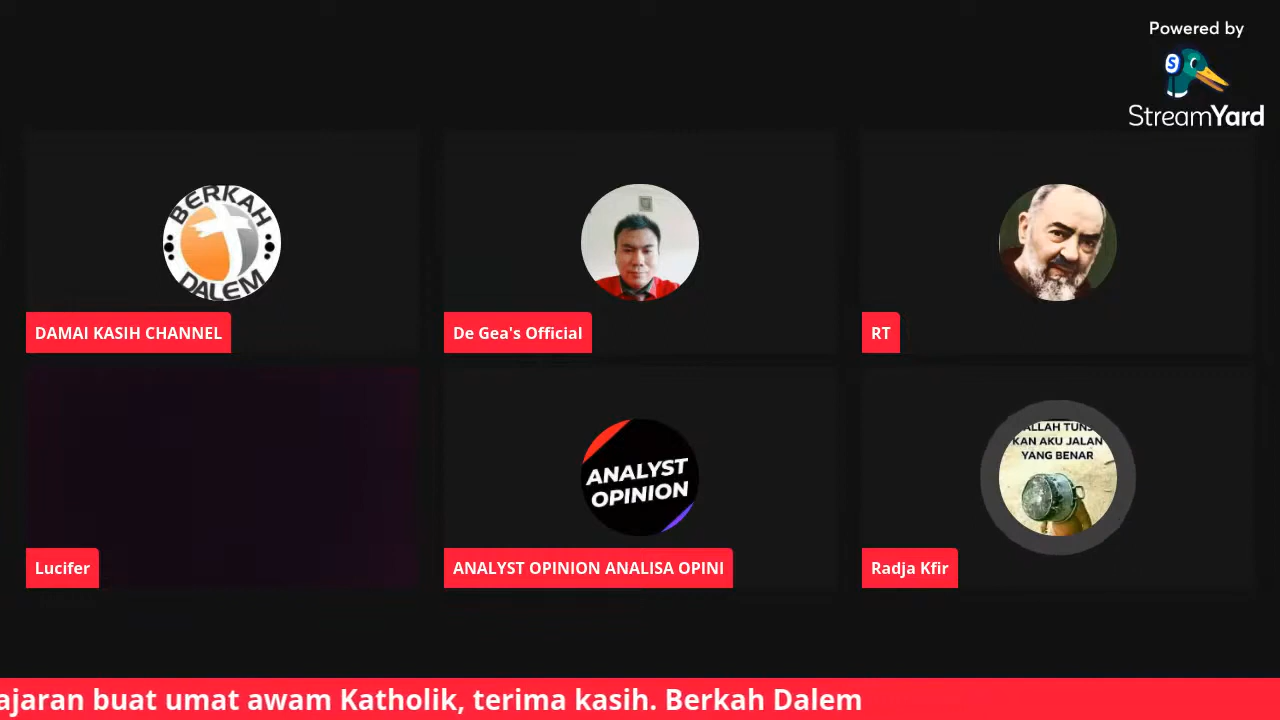 Powered by
StreamYard
BERKAH
DALEM
DAMAI KASIH CHANNEL
De Gea's Official
RT
Lucifer
ANALYST
OPINION
ANALYST OPINION ANALISA OPINI
ALLAH TUNJ
KAN AKU JALAN
YANG BENAR
Radja Kfir
ajaran buat umat awam Katholik, terima kasih. Berkah Dalem